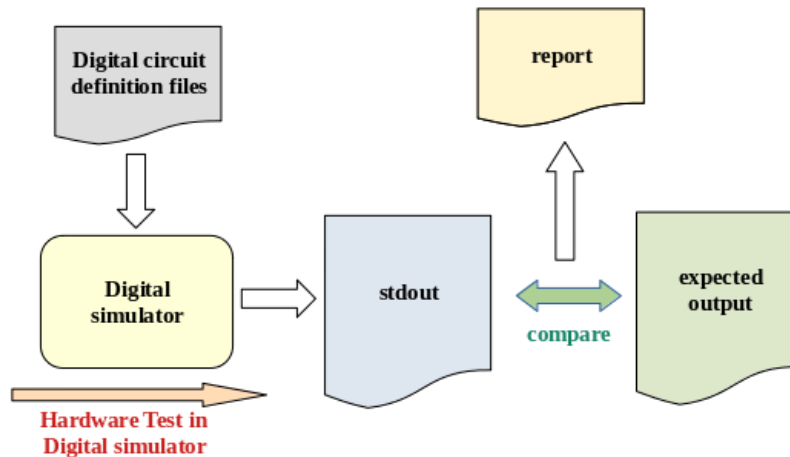 Digital circuit
definition files
report
Digital
simulator
stdout
expected
output
compare
Hardware Test in
Digital simulator